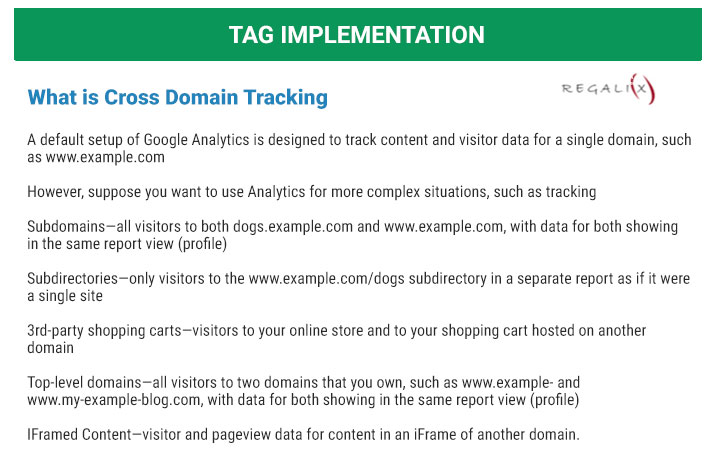 TAG IMPLEMENTATION
REGALIX
What is Cross Domain Tracking
A default setup of Google Analytics is designed to track content and visitor data for a single domain, such
as www.example.com
However, suppose you want to use Analytics for more complex situations, such as tracking
Subdomains—all visitors to both dogs.example.com and www.example.com, with data for both showing
in the same report view (profile)
Subdirectories—only visitors to the www.example.com/dogs subdirectory in a separate report as if it were
a single site
3rd-party shopping carts—visitors to your online store and to your shopping cart hosted on another
domain
Top-level domains—all visitors to two domains that you own, such as www.example- and
www.my-example-blog.com, with data for both showing in the same report view (profile)
IFramed Content—visitor and pageview data for content in an iFrame of another domain.